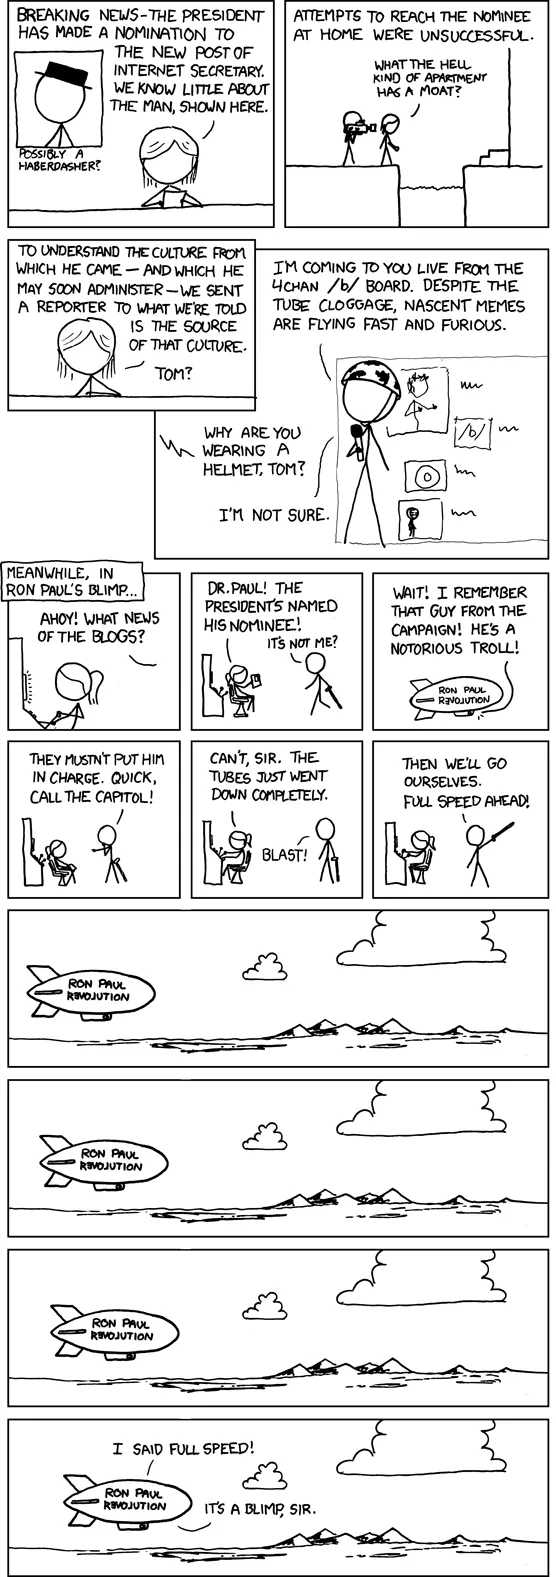 BREAKING NEWS-THE PRESIDENT
HAS MADE A NOMINATION TO
THE NEW POST OF
INTERNET SECRETARY.
WE KNOW LITTLE ABOUT
THE MAN, SHOWN HERE.
POSSIBLY A
HABERDASHER?
ATTEMPTS TO REACH THE NOMINEE
AT HOME WERE UNSUCCESSFUL.
WHAT THE HELL
KIND OF APARTMENT
HAS A MOAT?
TO UNDERSTAND THE CULTURE FROM
WHICH HE CAME — AND WHICH HE
MAY SOON ADMINISTER — WE SENT
A REPORTER TO WHAT WE'RE TOLD
IS THE SOURCE
OF THAT CULTURE.
TOM?
I'M COMING TO YOU LIVE FROM THE
4CHAN /b/ BOARD. DESPITE THE
TUBE CLOGGAGE, NASCENT MEMES
ARE FLYING FAST AND FURIOUS.
/b/
WHY ARE YOU
WEARING A
HELMET, TOM?
I'M NOT SURE.
MEANWHILE, IN
RON PAUL'S BLIMP...
AHOY! WHAT NEWS
OF THE BLOGS?
DR. PAUL! THE
PRESIDENT'S NAMED
HIS NOMINEE!
IT'S NOT ME?
WAIT! I REMEMBER
THAT GUY FROM THE
CAMPAIGN! HE'S A
NOTORIOUS TROLL!
RON PAUL
REVOLUTION
THEY MUSTN'T PUT HIM
IN CHARGE. QUICK,
CALL THE CAPITOL!
CAN'T, SIR. THE
TUBES JUST WENT
DOWN COMPLETELY.
BLAST!
THEN WE'LL GO
OURSELVES.
FULL SPEED AHEAD!
RON PAUL
REVOLUTION
RON PAUL
REVOLUTION
RON PAUL
REVOLUTION
I SAID FULL SPEED!
RON PAUL
REVOLUTION
IT'S A BLIMP, SIR.